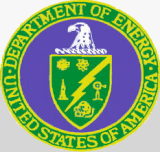 DEPARTMENT OF ENERGY
UNITED STATES OF AMERICA